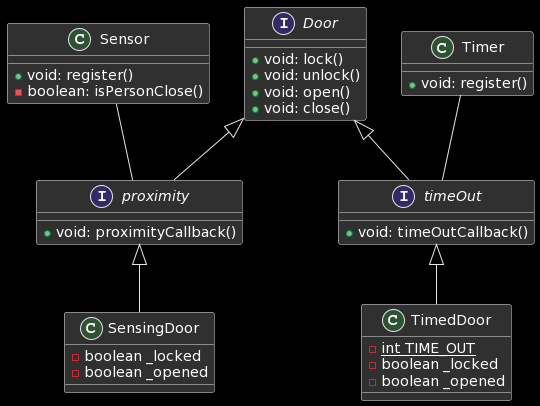 C Sensor
void: register()
boolean: isPersonClose()
I Door
void: lock()
void: unlock()
void: open()
void: close()
C Timer
void: register()
I proximity
void: proximityCallback()
I timeOut
void: timeOutCallback()
C SensingDoor
boolean _locked
boolean _opened
C TimedDoor
int TIME_OUT
boolean _locked
boolean _opened